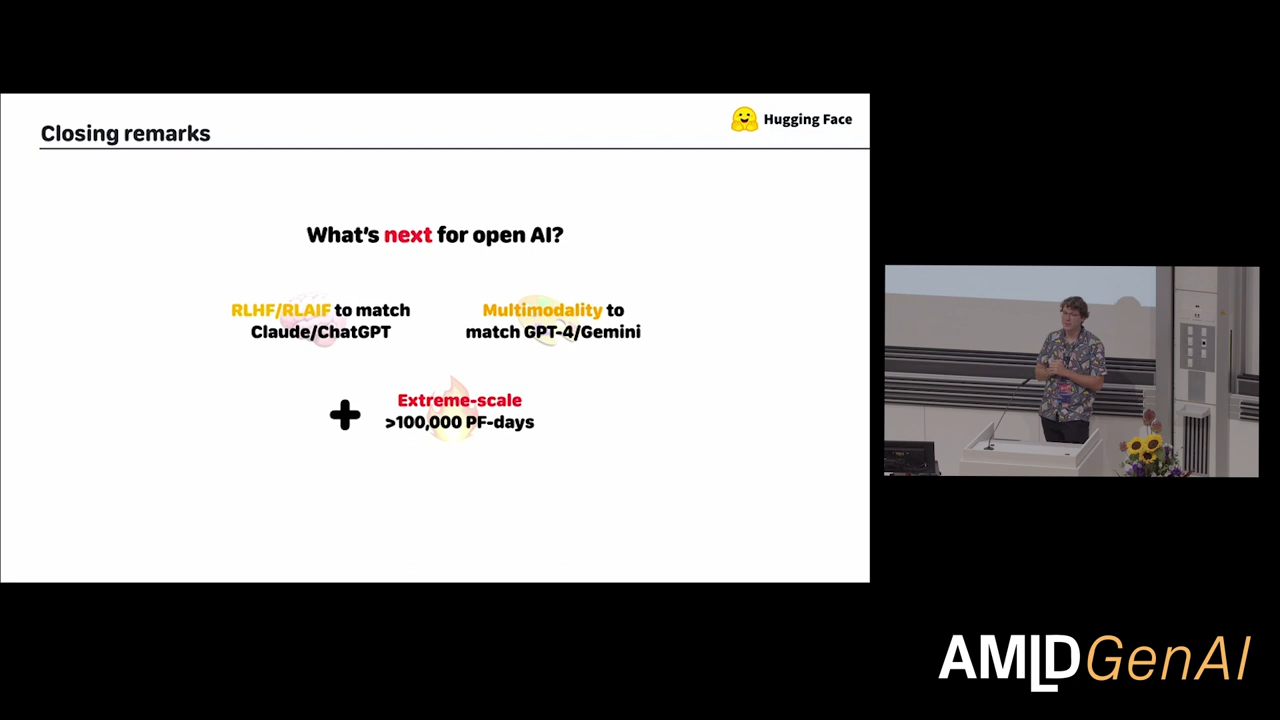 Closing remarks
Hugging Face
What's next for open AI?
RLHF/RLAIF to match
Claude/ChatGPT
Multimodality to
match GPT-4/Gemini
+ Extreme-scale
>100,000 PF-days
AMLD GenAI